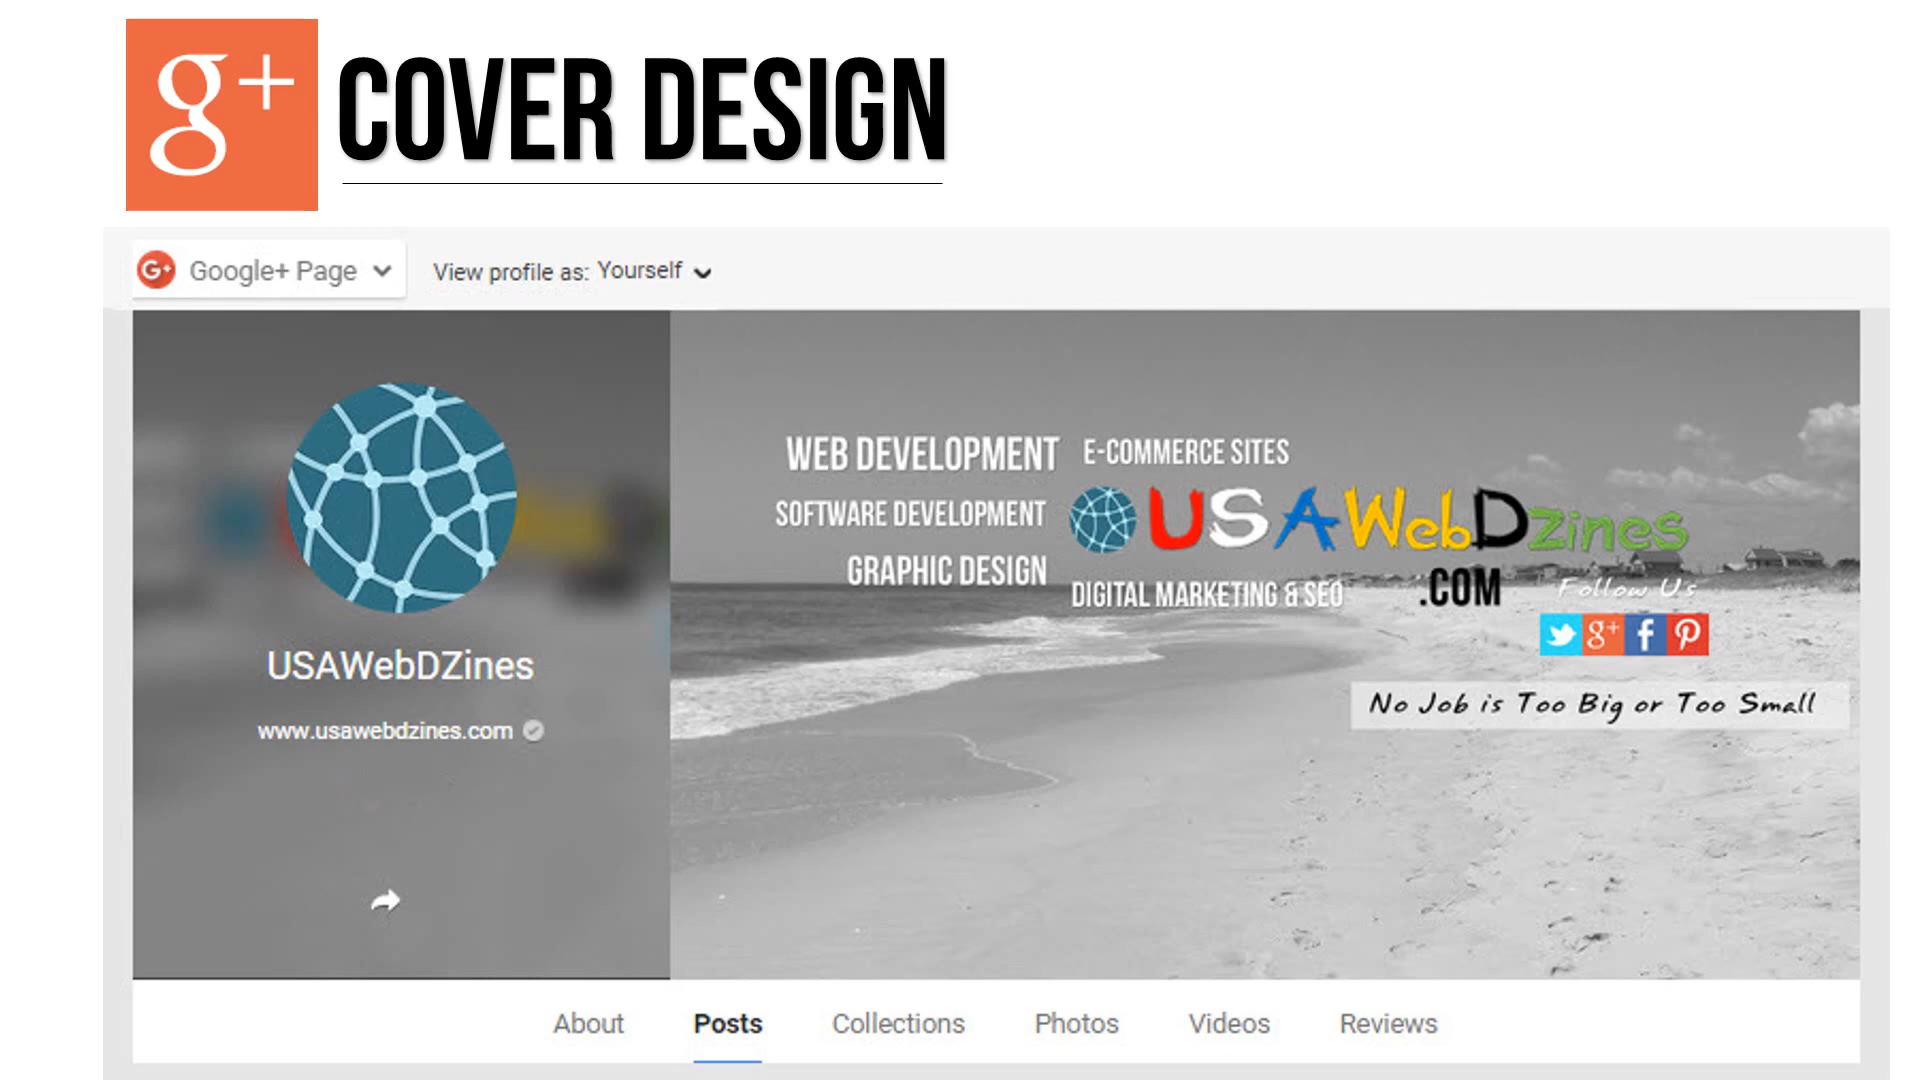 g+ COVER DESIGN
G+ Google+ Page View profile as: Yourself
WEB DEVELOPMENT E-COMMERCE SITES
SOFTWARE DEVELOPMENT USAWebDzines
GRAPHIC DESIGN
DIGITAL MARKETING & SEO .COM Follow Us
g+ f
No Job is Too Big or Too Small
USAWebDZines
www.usawebdzines.com
About Posts Collections Photos Videos Reviews